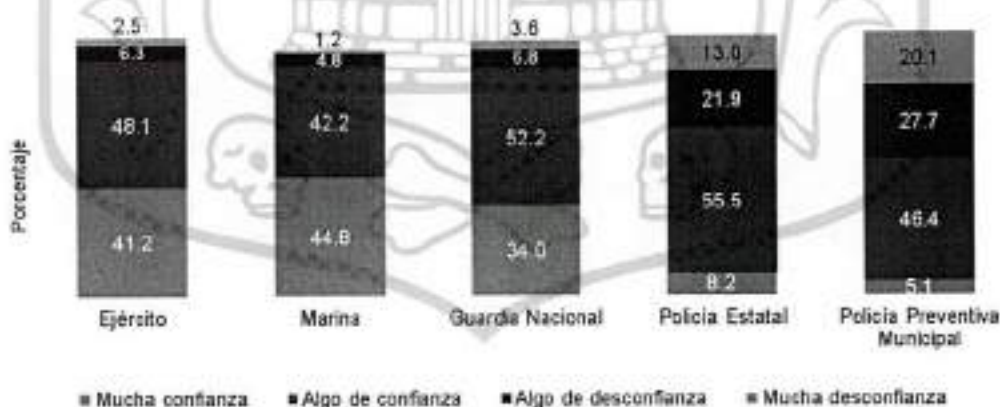 2.5 1.2 3.6 13.0 20.1
6.3 4.8 6.8 21.9 27.7
48.1 42.2 52.2 55.5 46.4
41.2 44.8 34.0 8.2 5.1
Porcentaje
Ejército Marina Guardia Nacional Policía Estatal Policía Preventiva
Municipal
■ Mucha confianza ■ Algo de confianza ■ Algo de desconfianza ■ Mucha desconfianza